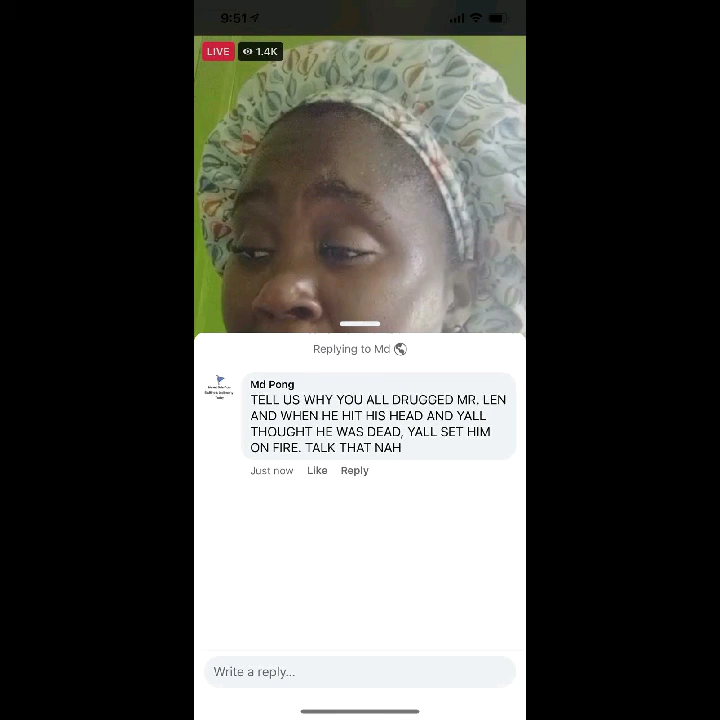 9:51
LIVE 1.4K
Replying to Md
Md Pong
TELL US WHY YOU ALL DRUGGED MR. LEN
AND WHEN HE HIT HIS HEAD AND YALL
THOUGHT HE WAS DEAD, YALL SET HIM
ON FIRE. TALK THAT NAH
Just now Like Reply
Write a reply...